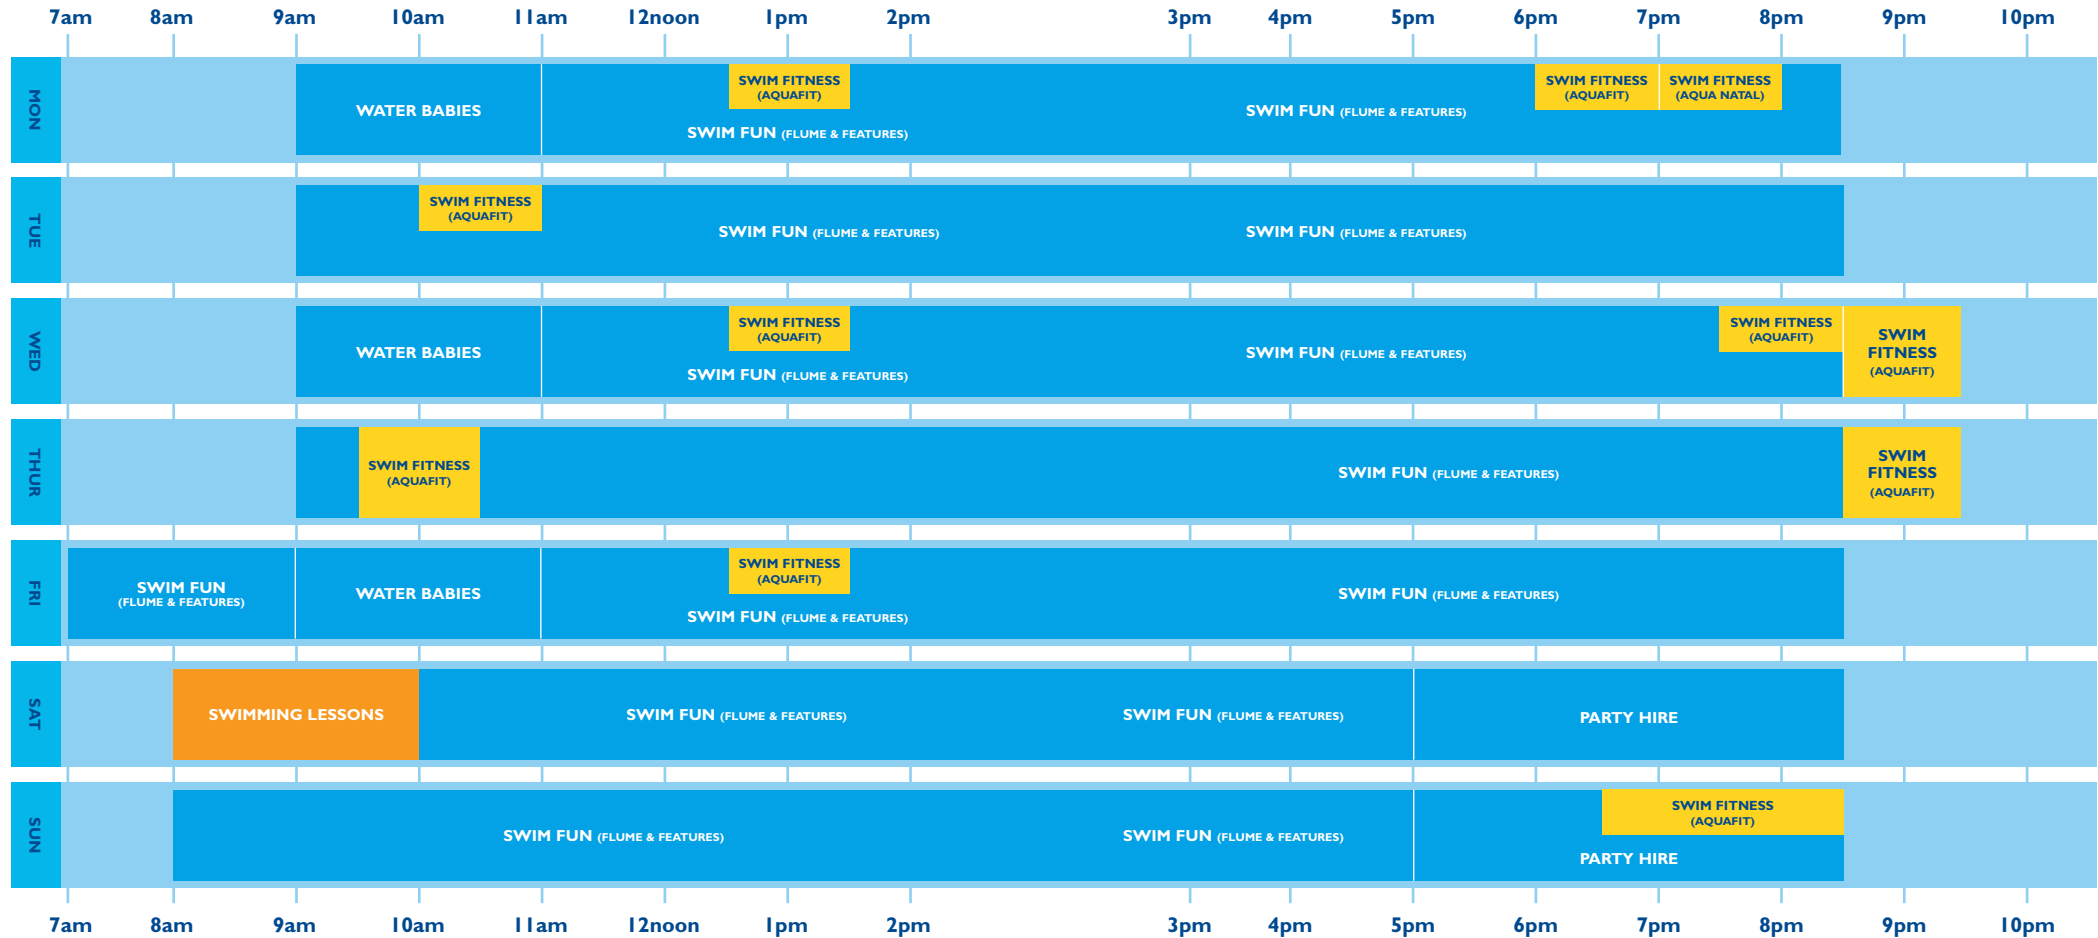 7am 8am 9am 10am 11am 12noon 1pm 2pm 3pm 4pm 5pm 6pm 7pm 8pm 9pm 10pm
MON
WATER BABIES
SWIM FITNESS
(AQUAFIT)
SWIM FUN (FLUME & FEATURES)
SWIM FUN (FLUME & FEATURES)
SWIM FITNESS
(AQUAFIT)
SWIM FITNESS
(AQUA NATAL)
TUE
SWIM FITNESS
(AQUAFIT)
SWIM FUN (FLUME & FEATURES)
SWIM FUN (FLUME & FEATURES)
WED
WATER BABIES
SWIM FITNESS
(AQUAFIT)
SWIM FUN (FLUME & FEATURES)
SWIM FUN (FLUME & FEATURES)
SWIM FITNESS
(AQUAFIT)
SWIM
FITNESS
(AQUAFIT)
THUR
SWIM FITNESS
(AQUAFIT)
SWIM FUN (FLUME & FEATURES)
SWIM
FITNESS
(AQUAFIT)
FRI
SWIM FUN
(FLUME & FEATURES)
WATER BABIES
SWIM FITNESS
(AQUAFIT)
SWIM FUN (FLUME & FEATURES)
SWIM FUN (FLUME & FEATURES)
SAT
SWIMMING LESSONS
SWIM FUN (FLUME & FEATURES)
SWIM FUN (FLUME & FEATURES)
PARTY HIRE
SUN
SWIM FUN (FLUME & FEATURES)
SWIM FUN (FLUME & FEATURES)
SWIM FITNESS
(AQUAFIT)
PARTY HIRE
7am 8am 9am 10am 11am 12noon 1pm 2pm 3pm 4pm 5pm 6pm 7pm 8pm 9pm 10pm